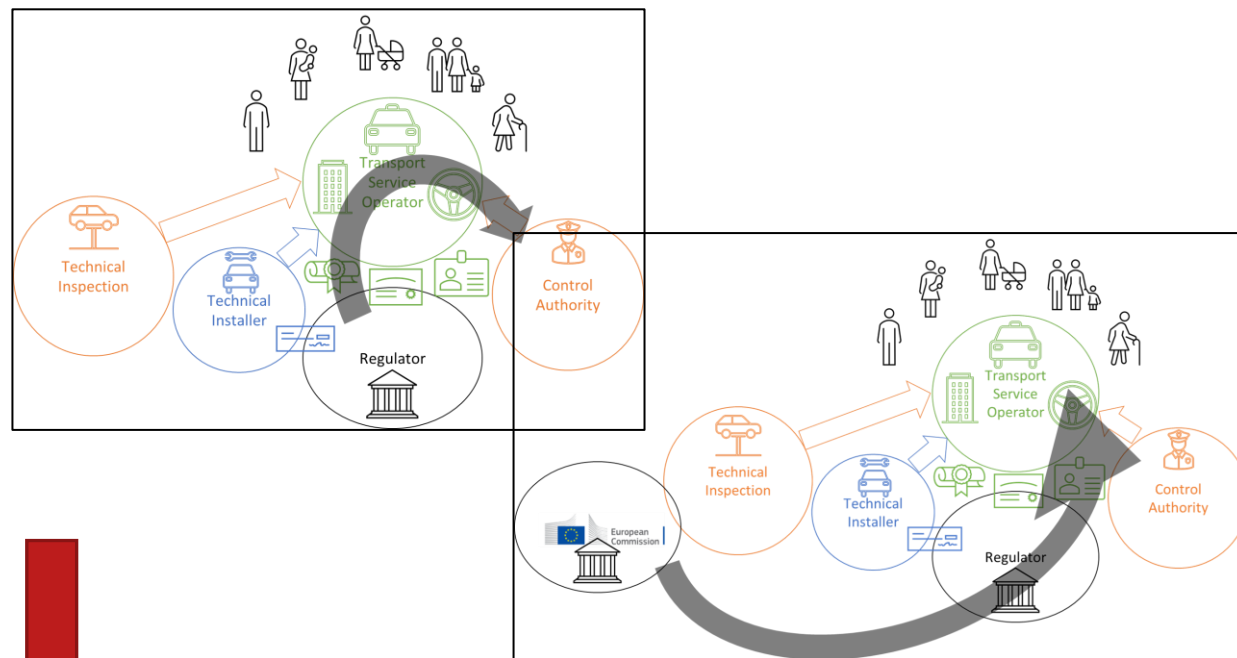 Transport
Service
Operator
Technical
Inspection
Technical
Installer
Control
Authority
Regulator
Transport
Service
Operator
Technical
Inspection
Technical
Installer
Control
Authority
European
Commission
Regulator